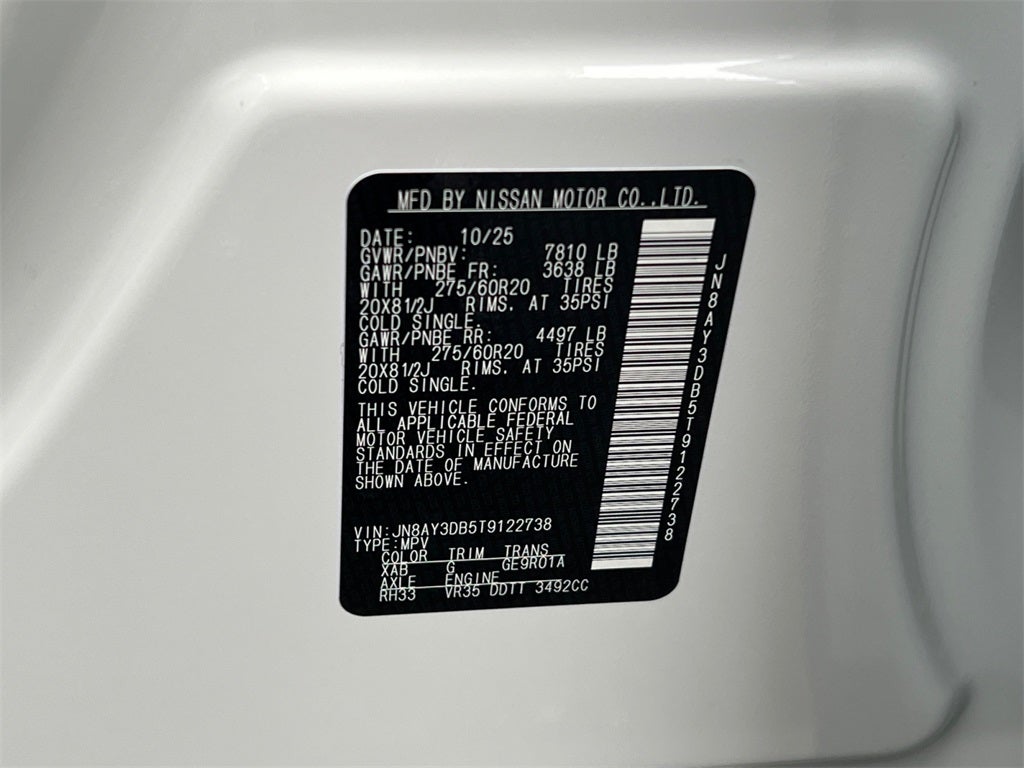 MFD BY NISSAN MOTOR CO.,LTD.
DATE: 10/25
GVWR/PNBV: 7810 LB
GAWR/PNBE FR: 3638 LB
WITH 275/60R20 TIRES
20X81/2J RIMS, AT 35PSI
COLD SINGLE.
GAWR/PNBE RR: 4497 LB
WITH 275/60R20 TIRES
20X81/2J RIMS, AT 35PSI
COLD SINGLE.
THIS VEHICLE CONFORMS TO
ALL APPLICABLE FEDERAL
MOTOR VEHICLE SAFETY
STANDARDS IN EFFECT ON
THE DATE OF MANUFACTURE
SHOWN ABOVE.
VIN:JN8AY3DB5T9122738
TYPE:MPV
COLOR TRIM TRANS
XAB G GE9R01A
AXLE ENGINE
RH33 VR35 DDTT 3492CC
JN8AY3DB5T9122738